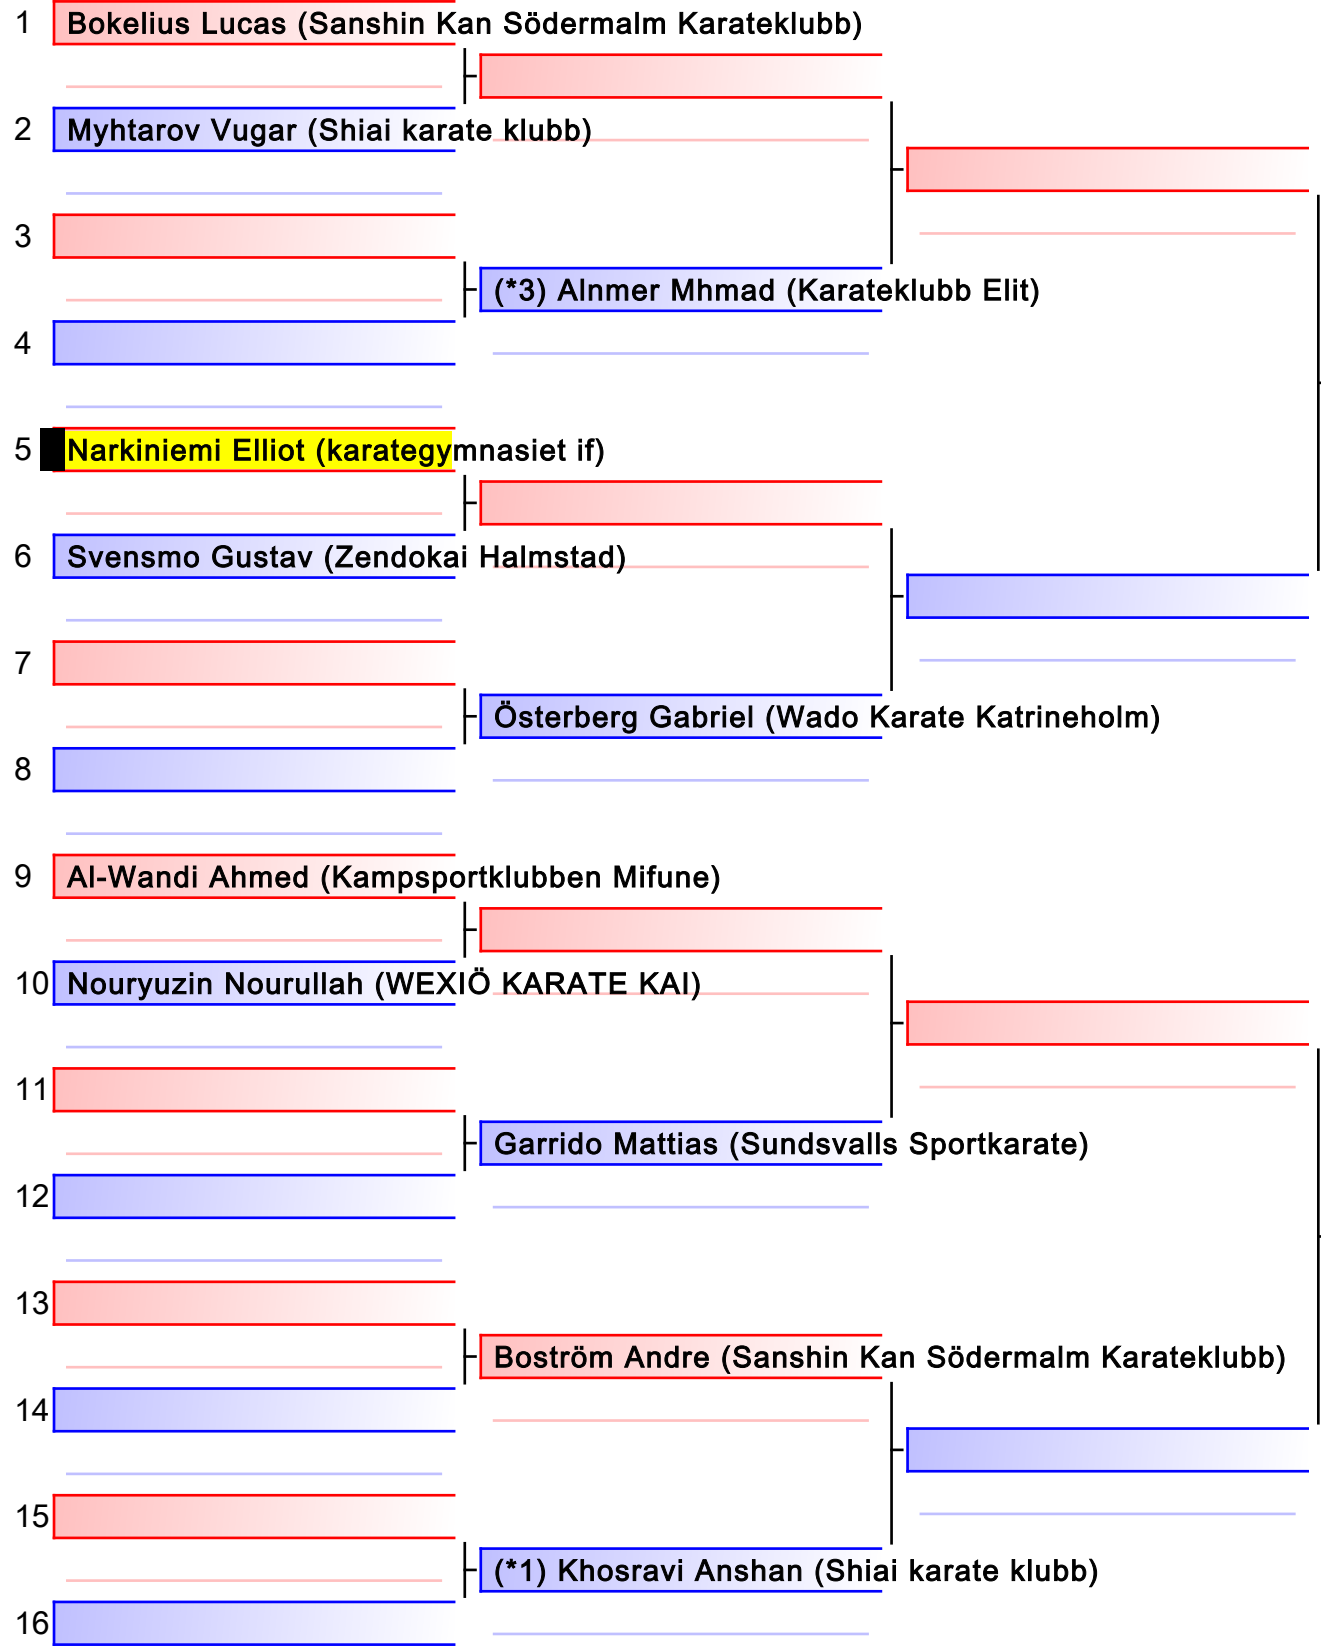 1 Bokelius Lucas (Sanshin Kan Södermalm Karateklubb)
2 Myhtarov Vugar (Shiai karate klubb)
3
(*3) Alnmer Mhmad (Karateklubb Elit)
4
5 Narkiniemi Elliot (karategymnasiet if)
6 Svensmo Gustav (Zendokai Halmstad)
7
Österberg Gabriel (Wado Karate Katrineholm)
8
9 Al-Wandi Ahmed (Kampsportklubben Mifune)
10 Nouryuzin Nourullah (WEXIÖ KARATE KAI)
11
Garrido Mattias (Sundsvalls Sportkarate)
12
13
Boström Andre (Sanshin Kan Södermalm Karateklubb)
14
15
(*1) Khosravi Anshan (Shiai karate klubb)
16